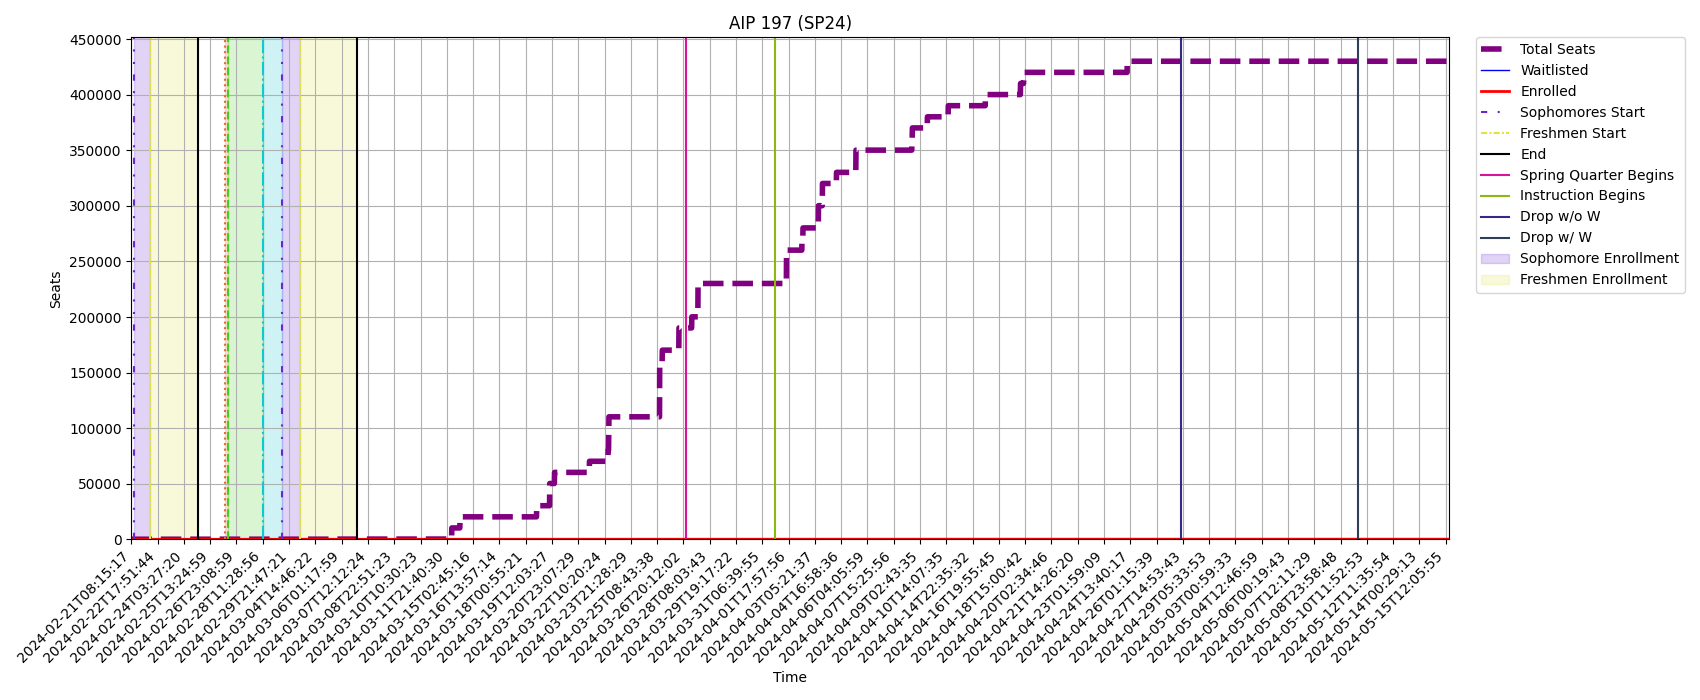 AIP 197 (SP24)
450000
400000
350000
300000
250000
200000
150000
100000
50000
0
Seats
2024-02-21T08:15:17
2024-02-22T17:51:44
2024-02-24T03:27:20
2024-02-25T13:24:59
2024-02-26T23:08:59
2024-02-28T11:28:56
2024-02-29T21:47:21
2024-03-04T14:46:22
2024-03-06T01:17:59
2024-03-07T12:12:24
2024-03-08T22:51:23
2024-03-10T10:30:23
2024-03-11T21:40:30
2024-03-15T02:45:16
2024-03-16T13:57:14
2024-03-18T00:55:21
2024-03-19T12:03:27
2024-03-20T23:07:29
2024-03-22T10:20:24
2024-03-23T21:28:29
2024-03-25T08:43:38
2024-03-26T20:12:02
2024-03-28T08:03:43
2024-03-29T19:17:22
2024-03-31T06:39:55
2024-04-01T17:57:56
2024-04-03T05:21:37
2024-04-04T16:58:36
2024-04-06T04:05:59
2024-04-07T15:25:56
2024-04-09T02:43:35
2024-04-10T14:07:35
2024-04-14T22:35:32
2024-04-16T19:55:45
2024-04-18T15:00:42
2024-04-20T02:34:46
2024-04-21T14:26:20
2024-04-23T01:59:09
2024-04-24T13:40:17
2024-04-26T01:15:39
2024-04-27T14:53:43
2024-04-29T05:33:53
2024-05-03T00:59:33
2024-05-04T12:46:59
2024-05-06T00:19:43
2024-05-07T12:11:29
2024-05-08T23:58:48
2024-05-10T11:52:53
2024-05-12T11:35:54
2024-05-14T00:29:13
2024-05-15T12:05:55
Time
Total Seats
Waitlisted
Enrolled
Sophomores Start
Freshmen Start
End
Spring Quarter Begins
Instruction Begins
Drop w/o W
Drop w/ W
Sophomore Enrollment
Freshmen Enrollment